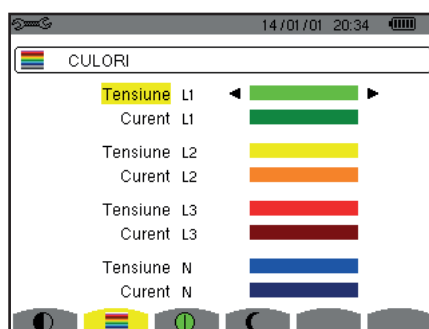 14/01/01 20:34
CULORI
Tensiune L1
Curent L1
Tensiune L2
Curent L2
Tensiune L3
Curent L3
Tensiune N
Curent N